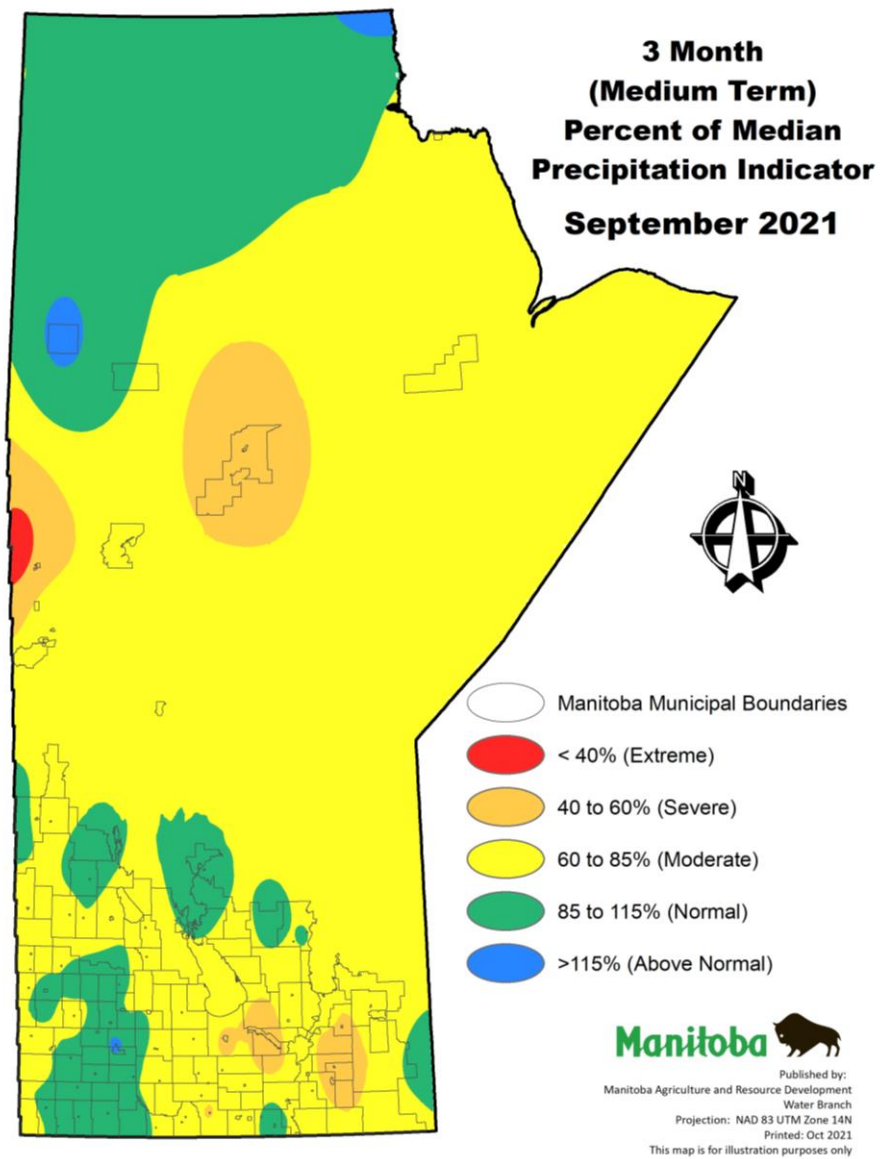 3 Month
(Medium Term)
Percent of Median
Precipitation Indicator
September 2021
N
Manitoba Municipal Boundaries
< 40% (Extreme)
40 to 60% (Severe)
60 to 85% (Moderate)
85 to 115% (Normal)
>115% (Above Normal)
Manitoba
Published by:
Manitoba Agriculture and Resource Development
Water Branch
Projection: NAD 83 UTM Zone 14N
Printed: Oct 2021
This map is for illustration purposes only